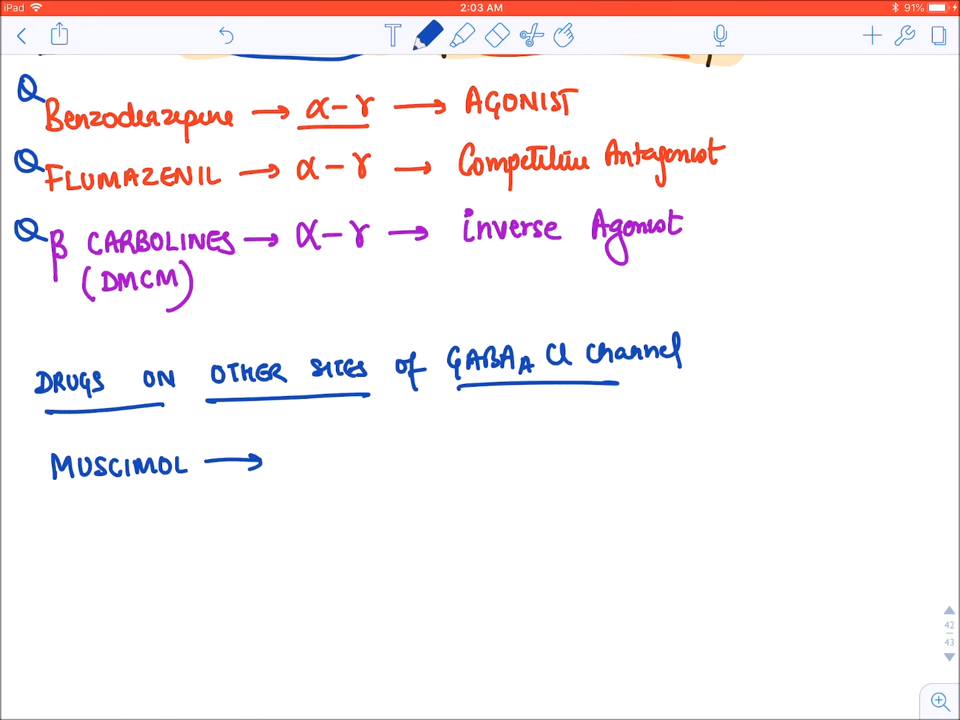 iPad 2:03 AM 91%
T
Q Benzodiazepine → α-γ → AGONIST
Q FLUMAZENIL → α-γ → Competitive Antagonist
Q β CARBOLINES → α-γ → inverse Agonist
(DMCM)
DRUGS ON OTHER SITES of GABAA Cl Channel
MUSCIMOL →
42
43